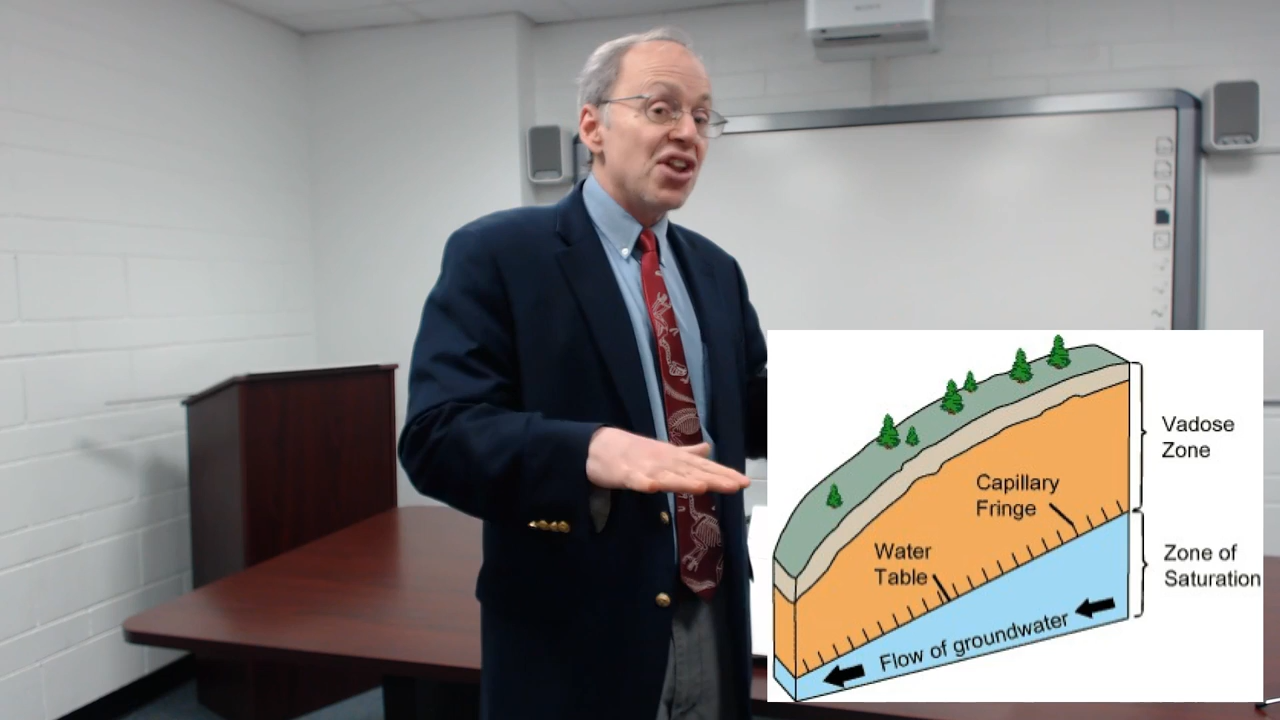 Vadose
Zone
Capillary
Fringe
Water
Table
Zone of
Saturation
Flow of groundwater